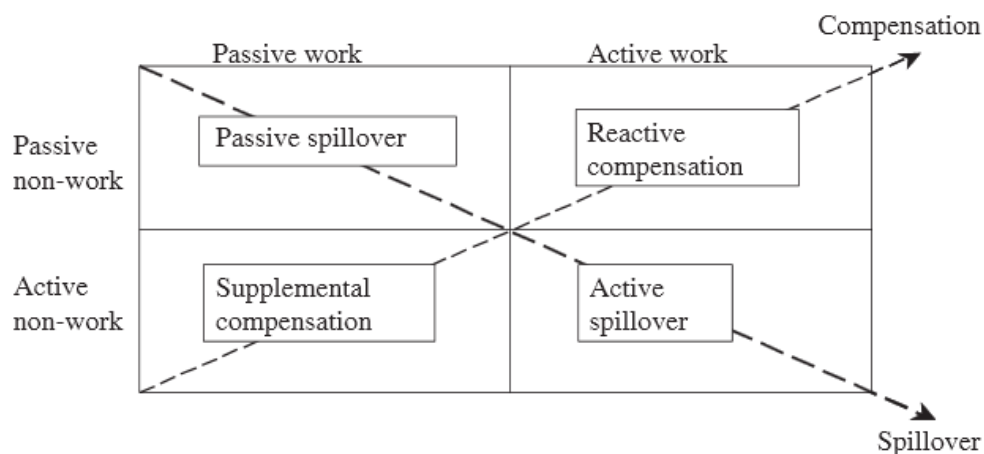 Compensation
Passive work
Active work
Passive
non-work
Passive spillover
Reactive
compensation
Active
non-work
Supplemental
compensation
Active
spillover
Spillover